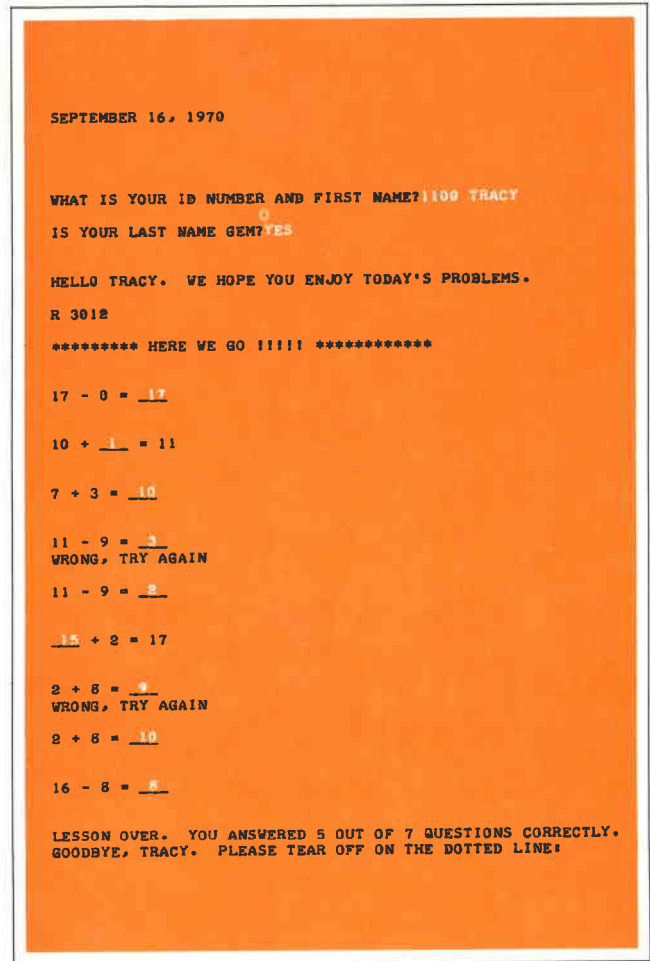 SEPTEMBER 16, 1970
WHAT IS YOUR ID NUMBER AND FIRST NAME?1100 TRACY
0
IS YOUR LAST NAME GEM?YES
HELLO TRACY. WE HOPE YOU ENJOY TODAY'S PROBLEMS.
R 3012
********* HERE WE GO !!!!! ************
17 - 0 = 17
10 + 1 = 11
7 + 3 = 10
11 - 9 = 3
WRONG, TRY AGAIN
11 - 9 = 2
15 + 2 = 17
2 + 8 = 9
WRONG, TRY AGAIN
2 + 8 = 10
16 - 8 = 8
LESSON OVER. YOU ANSWERED 5 OUT OF 7 QUESTIONS CORRECTLY.
GOODBYE, TRACY. PLEASE TEAR OFF ON THE DOTTED LINE: